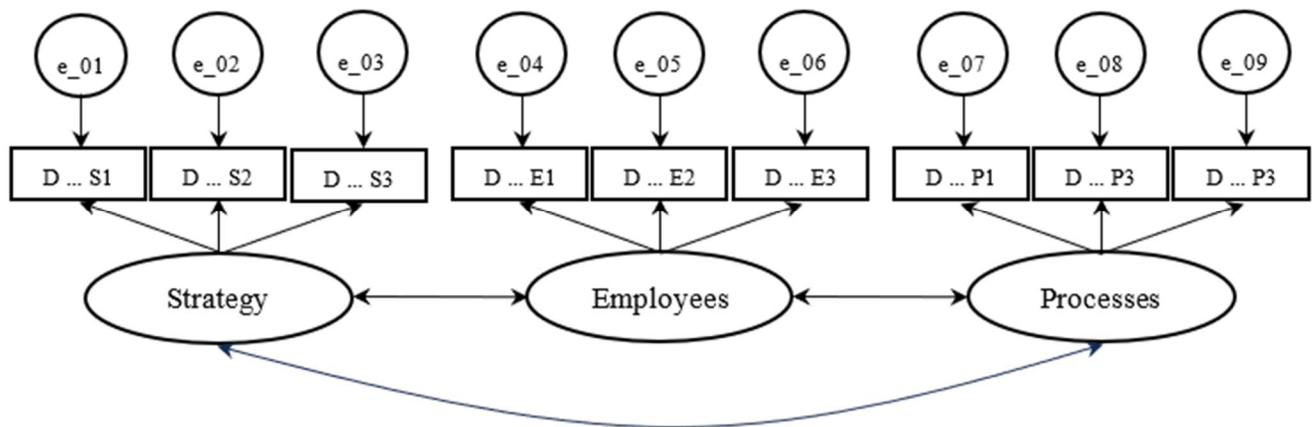 e_01 e_02 e_03 e_04 e_05 e_06 e_07 e_08 e_09
D ... S1 D ... S2 D ... S3 D ... E1 D ... E2 D ... E3 D ... P1 D ... P3 D ... P3
Strategy Employees Processes